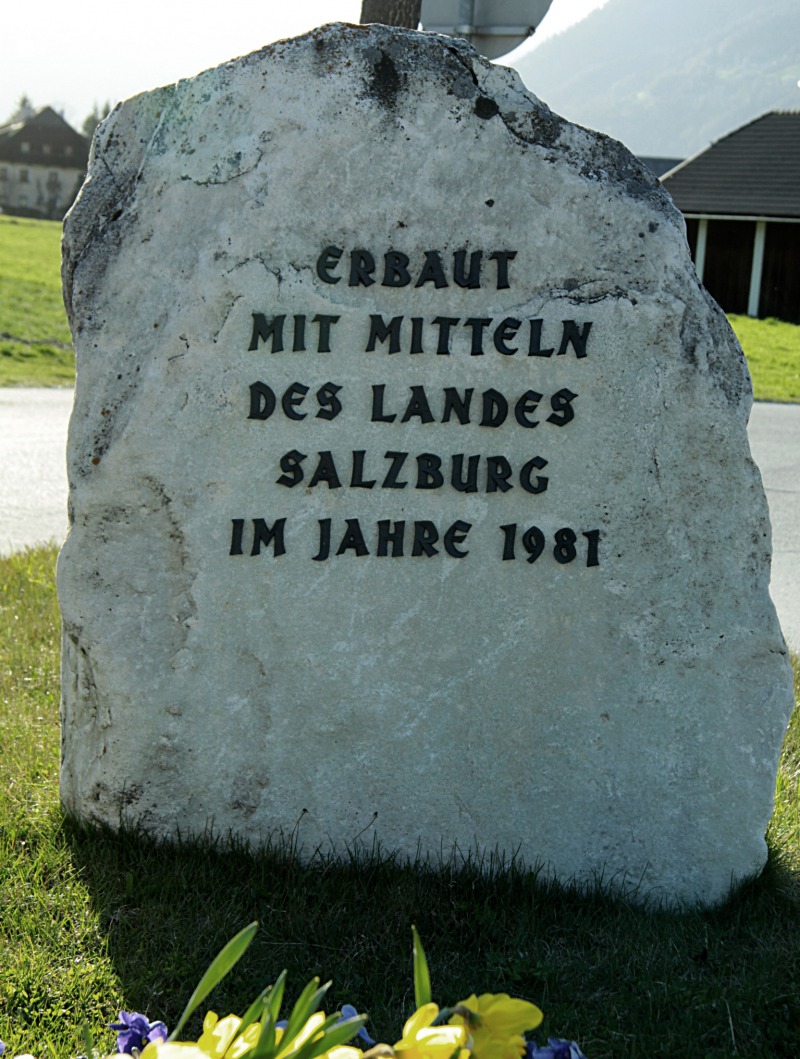 ERBAUT
MIT MITTELN
DES LANDES
SALZBURG
IM JAHRE 1981